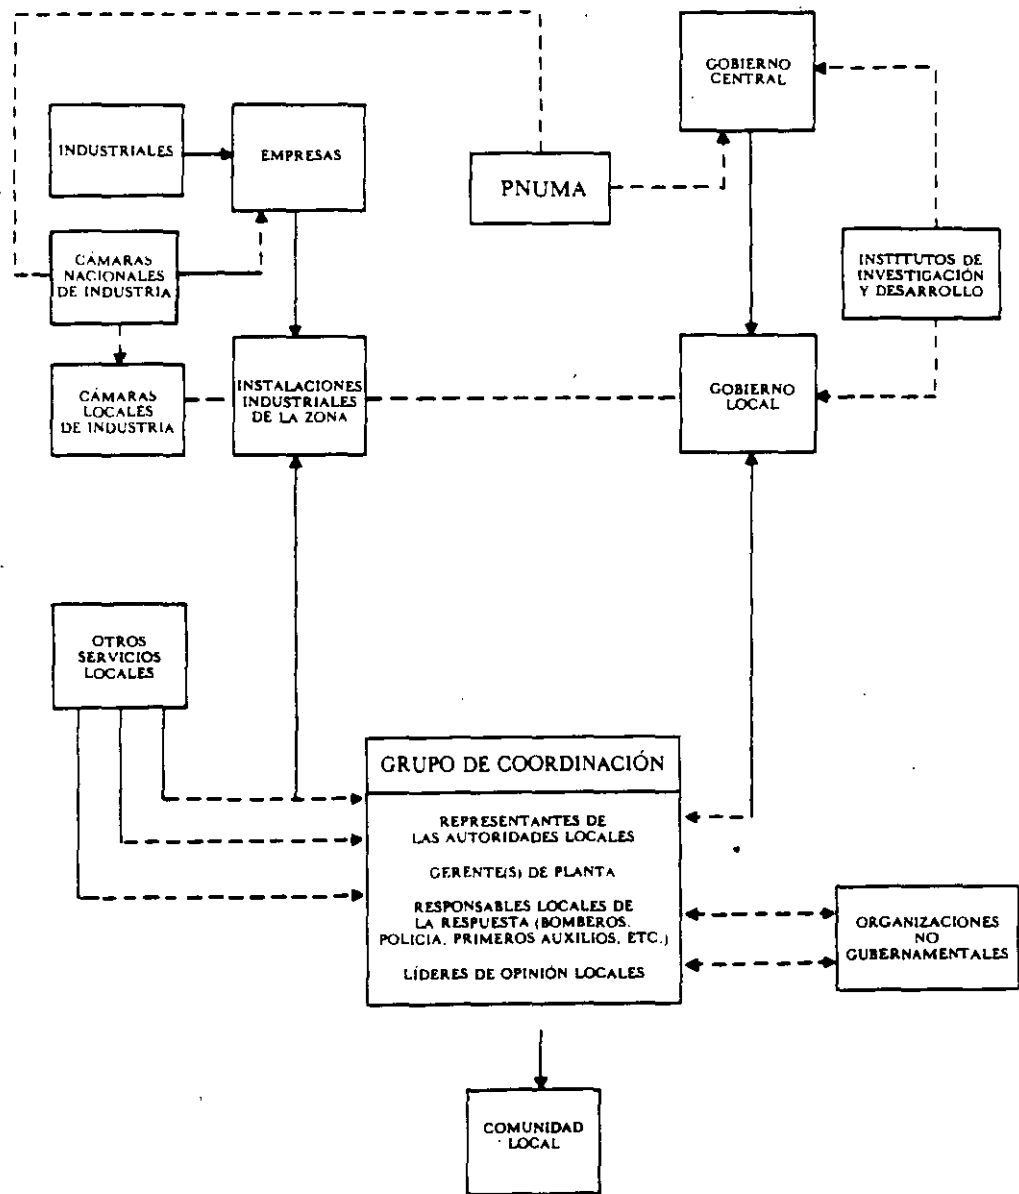 GOBIERNO
CENTRAL
INDUSTRIALES
EMPRESAS
PNUMA
CÁMARAS
NACIONALES
DE INDUSTRIA
INSTITUTOS DE
INVESTIGACIÓN
Y DESARROLLO
CÁMARAS
LOCALES
DE INDUSTRIA
INSTALACIONES
INDUSTRIALES
DE LA ZONA
GOBIERNO
LOCAL
OTROS
SERVICIOS
LOCALES
GRUPO DE COORDINACIÓN
REPRESENTANTES DE
LAS AUTORIDADES LOCALES
GERENTE(S) DE PLANTA
RESPONSABLES LOCALES DE
LA RESPUESTA (BOMBEROS,
POLICIA, PRIMEROS AUXILIOS, ETC.)
LÍDERES DE OPINIÓN LOCALES
ORGANIZACIONES
NO
GUBERNAMENTALES
COMUNIDAD
LOCAL